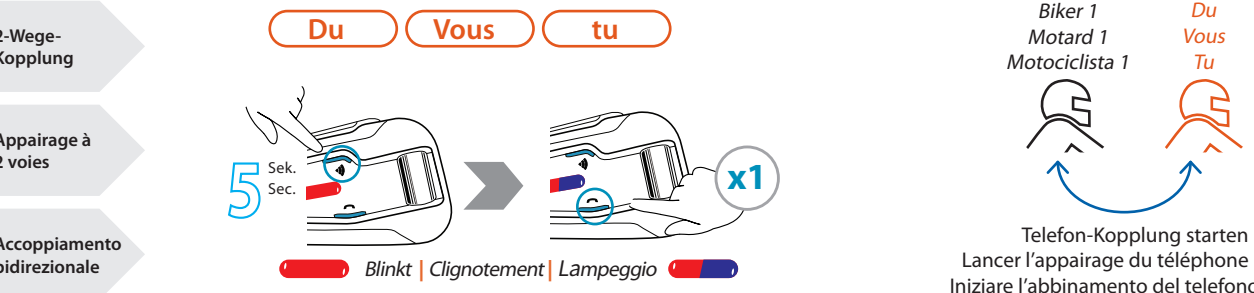 2-Wege-
Kopplung
Appairage à
2 voies
Accoppiamento
bidirezionale
Du Vous tu
5 Sek.
Sec.
x1
Blinkt | Clignotement | Lampeggio
Biker 1
Motard 1
Motociclista 1
Du
Vous
Tu
Telefon-Kopplung starten
Lancer l'appairage du téléphone
Iniziare l'abbinamento del telefono